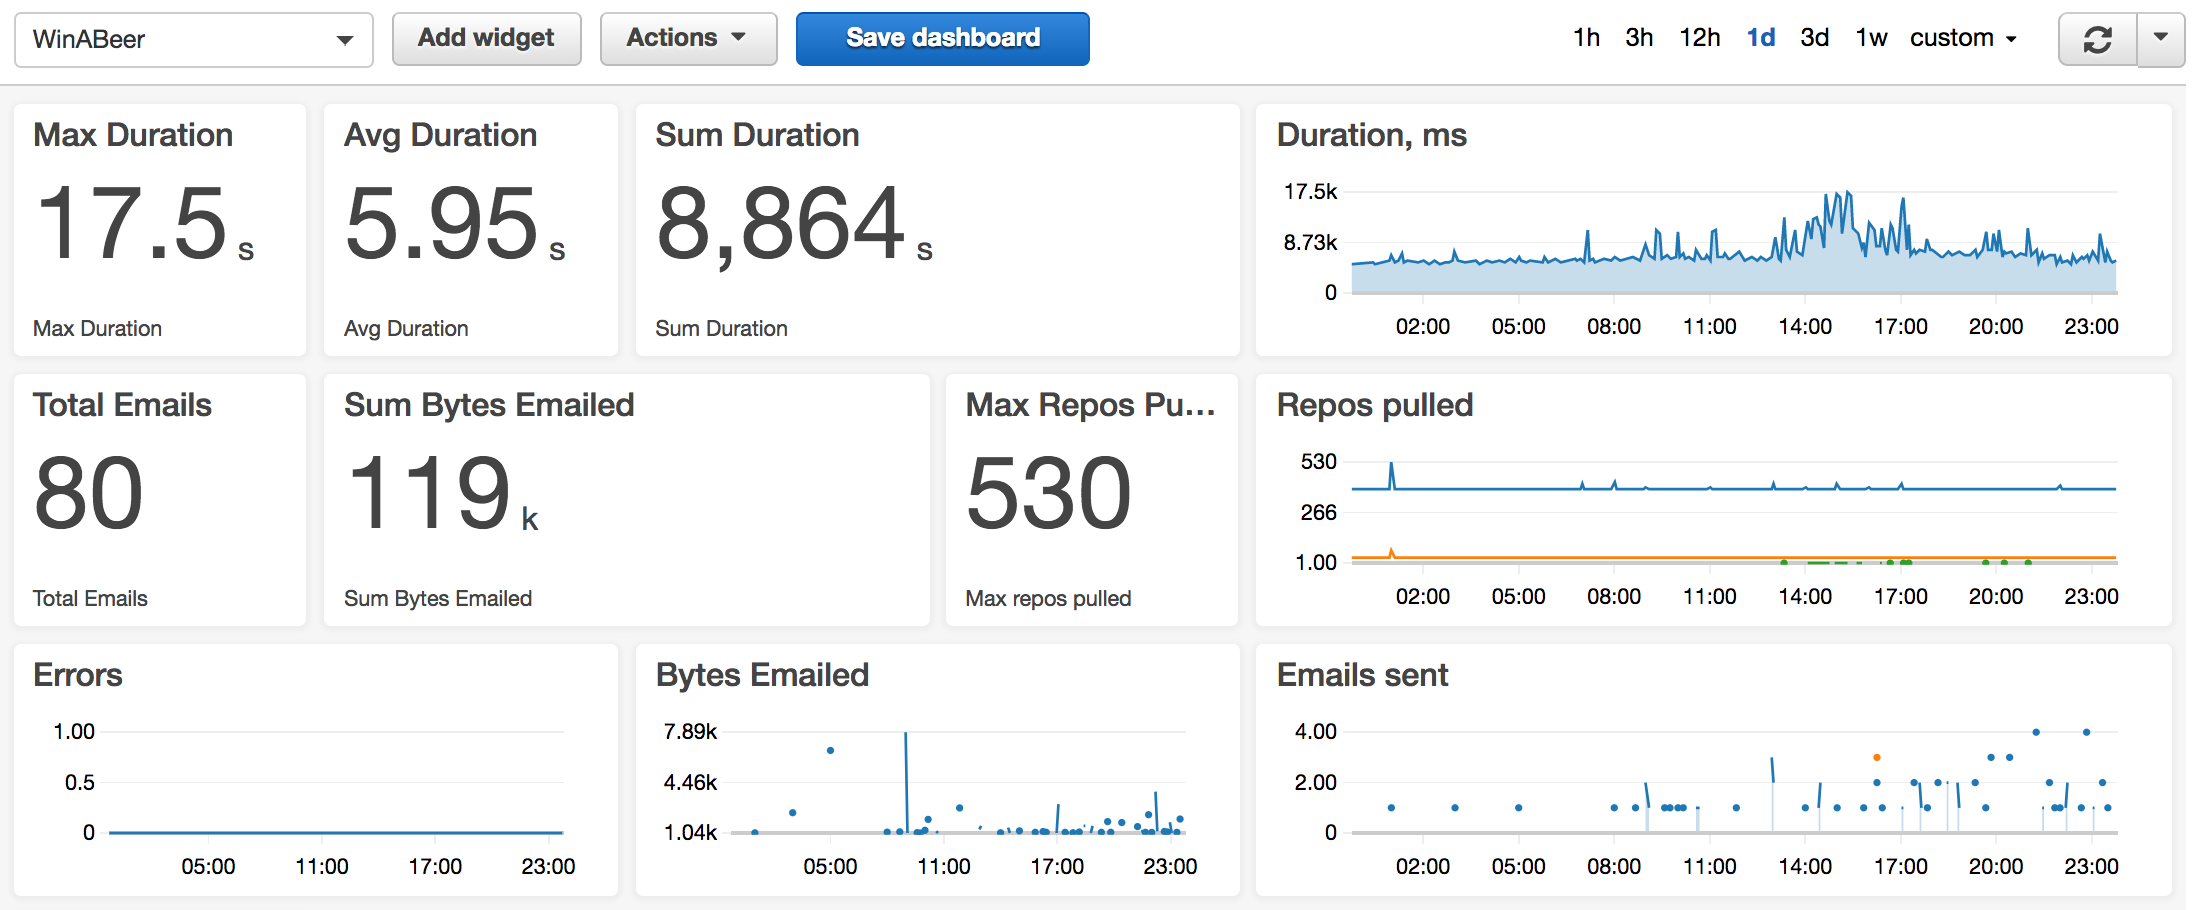 WinABeer Add widget Actions Save dashboard 1h 3h 12h 1d 3d 1w custom
Max Duration
17.5 s
Max Duration
Avg Duration
5.95 s
Avg Duration
Sum Duration
8,864 s
Sum Duration
Duration, ms
17.5k
8.73k
0
02:00 05:00 08:00 11:00 14:00 17:00 20:00 23:00
Total Emails
80
Total Emails
Sum Bytes Emailed
119 k
Sum Bytes Emailed
Max Repos Pu...
530
Max repos pulled
Repos pulled
530
266
1.00
02:00 05:00 08:00 11:00 14:00 17:00 20:00 23:00
Errors
1.00
0.5
0
05:00 11:00 17:00 23:00
Bytes Emailed
7.89k
4.46k
1.04k
05:00 11:00 17:00 23:00
Emails sent
4.00
2.00
0
02:00 05:00 08:00 11:00 14:00 17:00 20:00 23:00